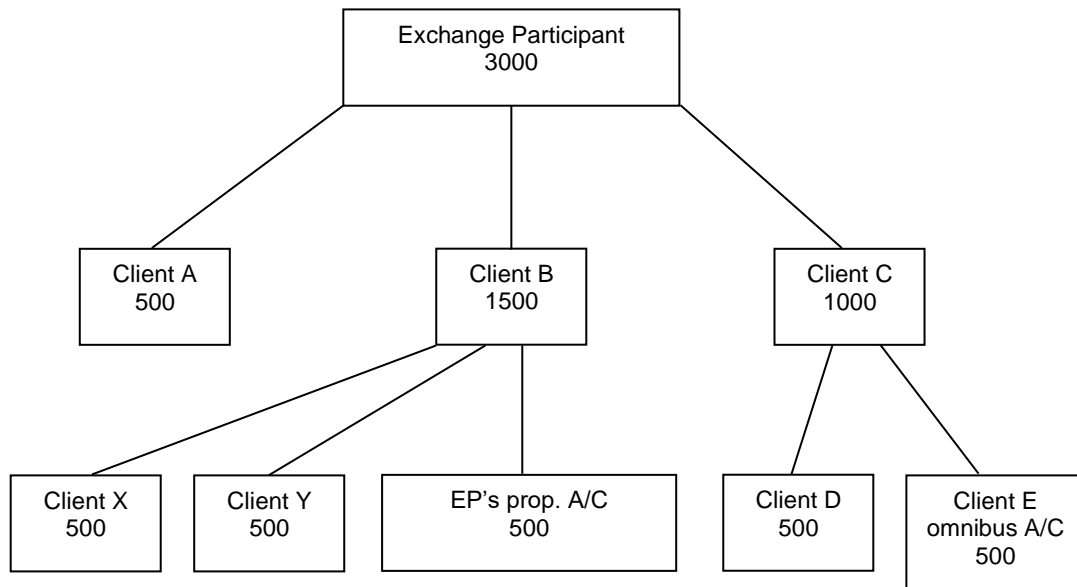 Exchange Participant
3000
Client A
500
Client B
1500
Client C
1000
Client X
500
Client Y
500
EP's prop. A/C
500
Client D
500
Client E
omnibus A/C
500